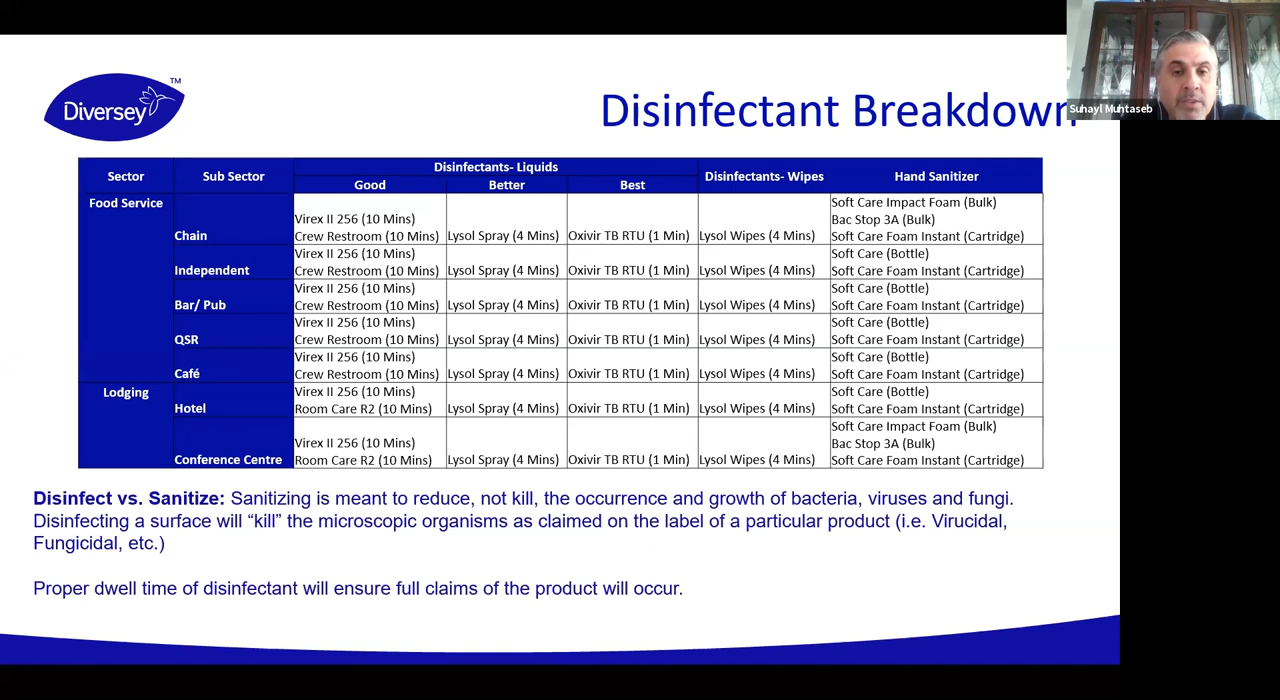 Diversey™
Disinfectant Breakdown
Suhayl Muhtaseb
Sector Sub Sector Disinfectants- Liquids Disinfectants- Wipes Hand Sanitizer
Good Better Best
Food Service
Chain
Virex II 256 (10 Mins)
Crew Restroom (10 Mins)
Lysol Spray (4 Mins)
Oxivir TB RTU (1 Min)
Lysol Wipes (4 Mins)
Soft Care Impact Foam (Bulk)
Bac Stop 3A (Bulk)
Soft Care Foam Instant (Cartridge)
Independent
Virex II 256 (10 Mins)
Crew Restroom (10 Mins)
Lysol Spray (4 Mins)
Oxivir TB RTU (1 Min)
Lysol Wipes (4 Mins)
Soft Care (Bottle)
Soft Care Foam Instant (Cartridge)
Bar/ Pub
Virex II 256 (10 Mins)
Crew Restroom (10 Mins)
Lysol Spray (4 Mins)
Oxivir TB RTU (1 Min)
Lysol Wipes (4 Mins)
Soft Care (Bottle)
Soft Care Foam Instant (Cartridge)
QSR
Virex II 256 (10 Mins)
Crew Restroom (10 Mins)
Lysol Spray (4 Mins)
Oxivir TB RTU (1 Min)
Lysol Wipes (4 Mins)
Soft Care (Bottle)
Soft Care Foam Instant (Cartridge)
Café
Virex II 256 (10 Mins)
Crew Restroom (10 Mins)
Lysol Spray (4 Mins)
Oxivir TB RTU (1 Min)
Lysol Wipes (4 Mins)
Soft Care (Bottle)
Soft Care Foam Instant (Cartridge)
Lodging
Hotel
Virex II 256 (10 Mins)
Room Care R2 (10 Mins)
Lysol Spray (4 Mins)
Oxivir TB RTU (1 Min)
Lysol Wipes (4 Mins)
Soft Care (Bottle)
Soft Care Foam Instant (Cartridge)
Conference Centre
Virex II 256 (10 Mins)
Room Care R2 (10 Mins)
Lysol Spray (4 Mins)
Oxivir TB RTU (1 Min)
Lysol Wipes (4 Mins)
Soft Care Impact Foam (Bulk)
Bac Stop 3A (Bulk)
Soft Care Foam Instant (Cartridge)
Disinfect vs. Sanitize: Sanitizing is meant to reduce, not kill, the occurrence and growth of bacteria, viruses and fungi.
Disinfecting a surface will “kill” the microscopic organisms as claimed on the label of a particular product (i.e. Virucidal,
Fungicidal, etc.)
Proper dwell time of disinfectant will ensure full claims of the product will occur.